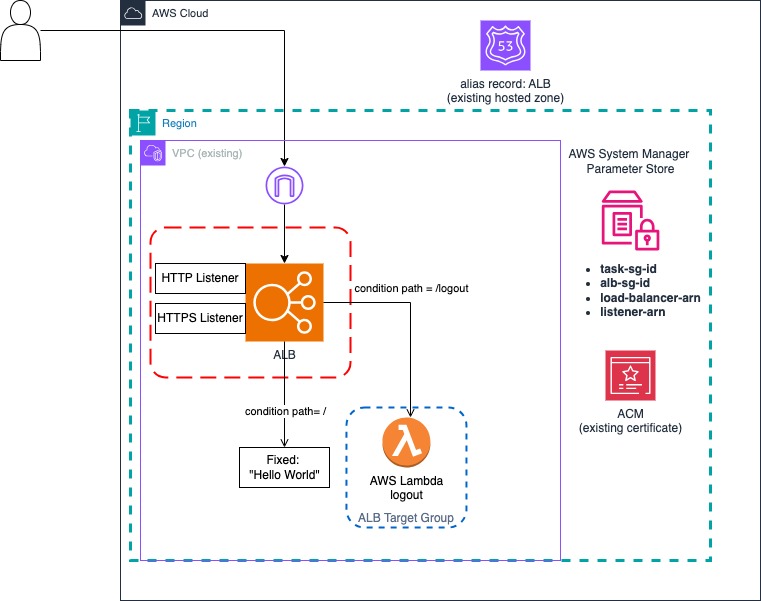 AWS Cloud
53
alias record: ALB
(existing hosted zone)
Region
VPC (existing)
AWS System Manager
Parameter Store
task-sg-id
alb-sg-id
load-balancer-arn
listener-arn
HTTP Listener
HTTPS Listener
ALB
condition path = /logout
condition path= /
Fixed:
"Hello World"
AWS Lambda
logout
ALB Target Group
ACM
(existing certificate)